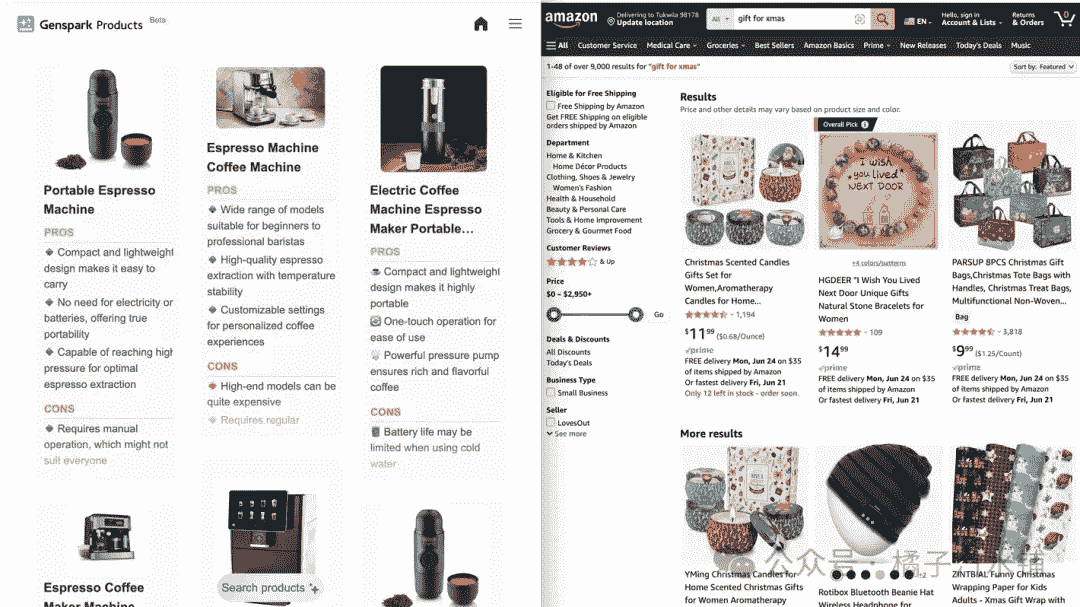 Genspark Products Beta
Portable Espresso
Machine
PROS
Compact and lightweight
design makes it easy to
carry
No need for electricity or
batteries, offering true
portability
Capable of reaching high
pressure for optimal
espresso extraction
CONS
Requires manual
operation, which might not
suit everyone
Espresso Machine
Coffee Machine
PROS
Wide range of models
suitable for beginners to
professional baristas
High-quality espresso
extraction with temperature
stability
Customizable settings
for personalized coffee
experiences
CONS
High-end models can be
quite expensive
Requires regular
Electric Coffee
Machine Espresso
Maker Portable...
PROS
Compact and lightweight
design makes it highly
portable
One-touch operation for
ease of use
Powerful pressure pump
ensures rich and flavorful
coffee
CONS
Battery life may be
limited when using cold
water
Espresso Coffee
Maker Machine
Search products
amazon
Delivering to Tukwila 98178
Update location
All
gift for xmas
EN
Hello, sign in
Account & Lists
Returns
& Orders
0
All Customer Service Medical Care Groceries Best Sellers Amazon Basics Prime New Releases Today's Deals Music
1-48 of over 9,000 results for "gift for xmas"
Sort by: Featured
Eligible for Free Shipping
Free Shipping by Amazon
Get FREE Shipping on eligible
orders shipped by Amazon
Department
Home & Kitchen
Home Décor Products
Clothing, Shoes & Jewelry
Women's Fashion
Health & Household
Beauty & Personal Care
Tools & Home Improvement
Grocery & Gourmet Food
Customer Reviews
& Up
Price
$0 – $2,950+
Go
Deals & Discounts
All Discounts
Today's Deals
Business Type
Small Business
Seller
LovesOut
See more
Results
Price and other details may vary based on product size and color.
Christmas Scented Candles
Gifts Set for
Women,Aromatherapy
Candles for Home...
1,194
$11.99 ($0.68/Ounce)
prime
FREE delivery Mon, Jun 24 on $35
of items shipped by Amazon
Or fastest delivery Fri, Jun 21
Only 12 left in stock - order soon.
Overall Pick
I wish
you lived
NEXT DOOR
+4 colors/patterns
HGDEER "I Wish You Lived
Next Door Unique Gifts
Natural Stone Bracelets for
Women
109
$14.99
prime
FREE delivery Mon, Jun 24 on $35
of items shipped by Amazon
Or fastest delivery Fri, Jun 21
PARSUP 8PCS Christmas Gift
Bags,Christmas Tote Bags with
Handles, Christmas Treat Bags,
Multifunctional Non-Woven...
Bag
3,818
$9.99 ($1.25/Count)
prime
FREE delivery Mon, Jun 24 on $35
of items shipped by Amazon
Or fastest delivery Fri, Jun 21
More results
YMing Christmas Candles for
Home Scented Christmas Gifts
for Women Aromatherapy
+2
Rotibox Bluetooth Beanie Hat
Wireless Headphone for
ZINTBIAL Funny Christmas
Wrapping Paper for Kids
Adults - Xmas Gift Wrap with
公众号 · 橘子